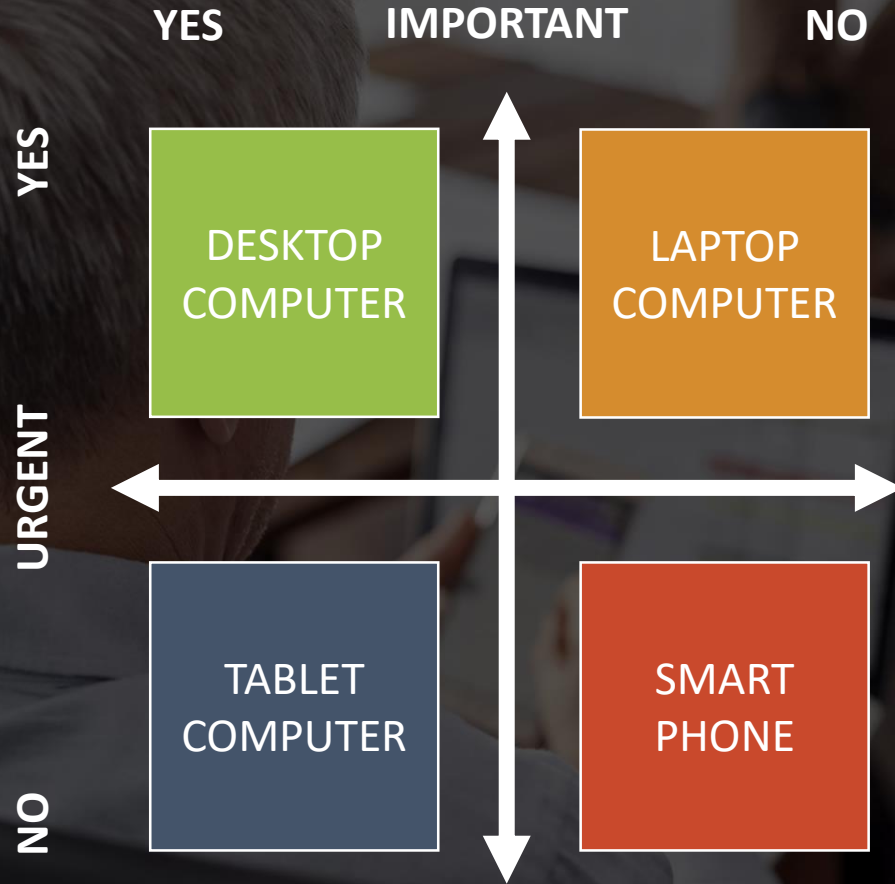 YES IMPORTANT NO
YES
DESKTOP
COMPUTER
LAPTOP
COMPUTER
URGENT
TABLET
COMPUTER
SMART
PHONE
NO